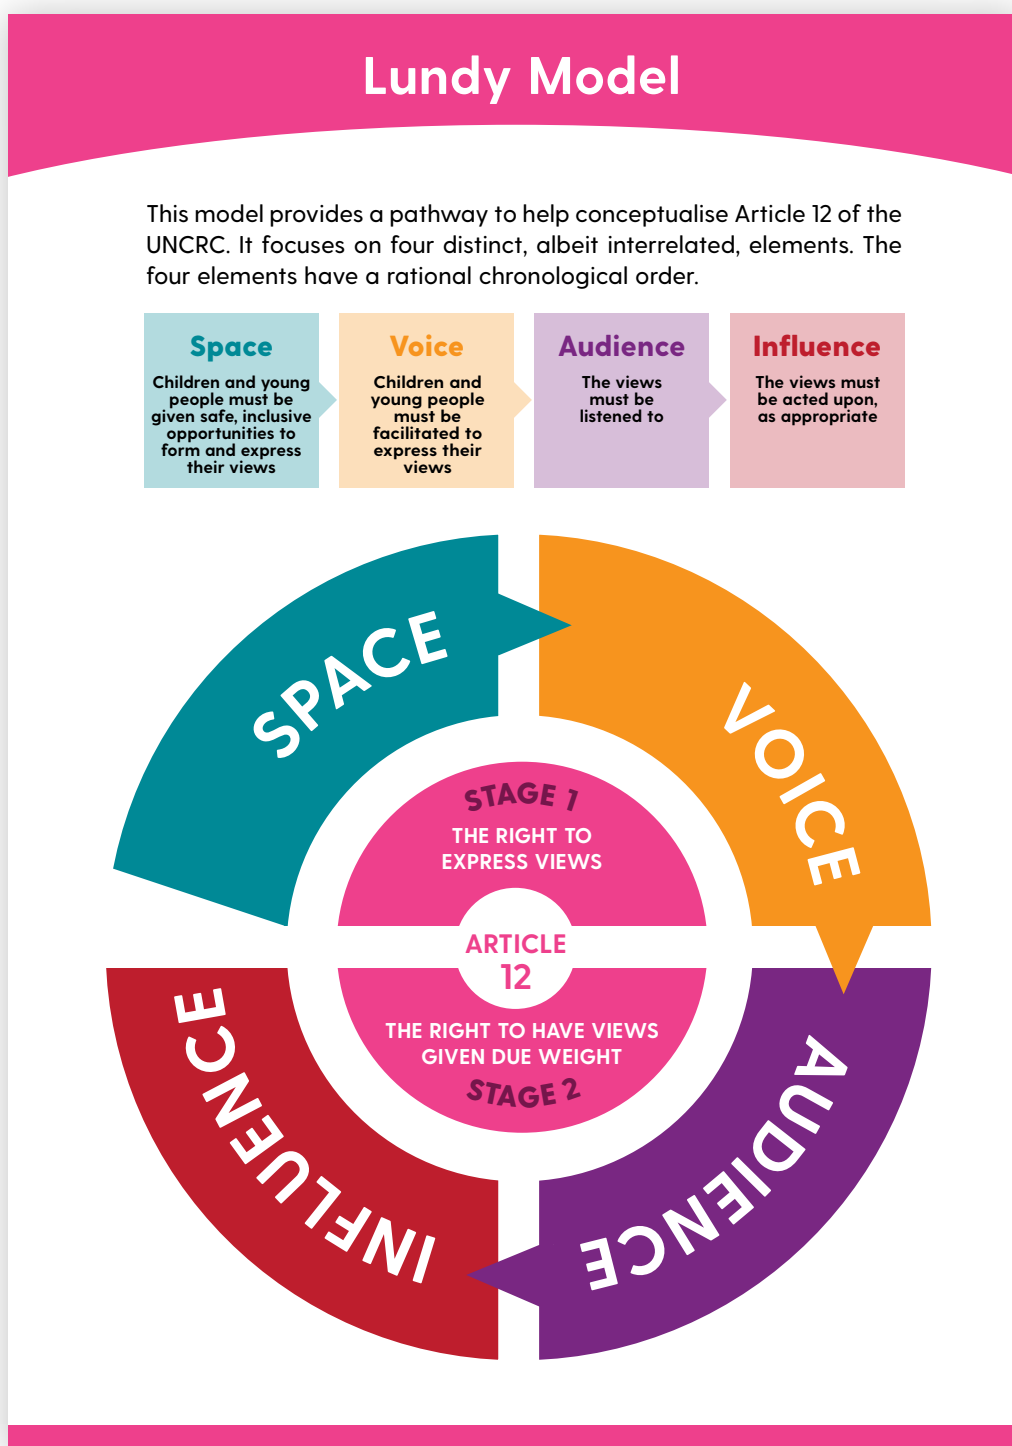 Lundy Model
This model provides a pathway to help conceptualise Article 12 of the
UNCRC. It focuses on four distinct, albeit interrelated, elements. The
four elements have a rational chronological order.
Space
Children and young
people must be
given safe, inclusive
opportunities to
form and express
their views
Voice
Children and
young people
must be
facilitated to
express their
views
Audience
The views
must be
listened to
Influence
The views must
be acted upon,
as appropriate
SPACE
VOICE
AUDIENCE
INFLUENCE
STAGE 1
THE RIGHT TO
EXPRESS VIEWS
ARTICLE
12
THE RIGHT TO HAVE VIEWS
GIVEN DUE WEIGHT
STAGE 2